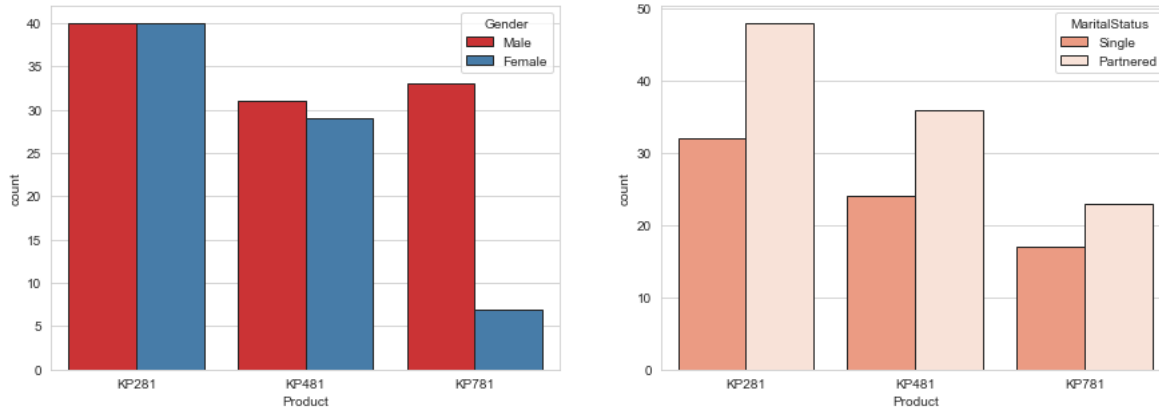 40
35
30
25
20
15
10
5
0
count
KP281
KP481
KP781
Product
Gender
Male
Female
50
40
30
20
10
0
count
KP281
KP481
KP781
Product
MaritalStatus
Single
Partnered